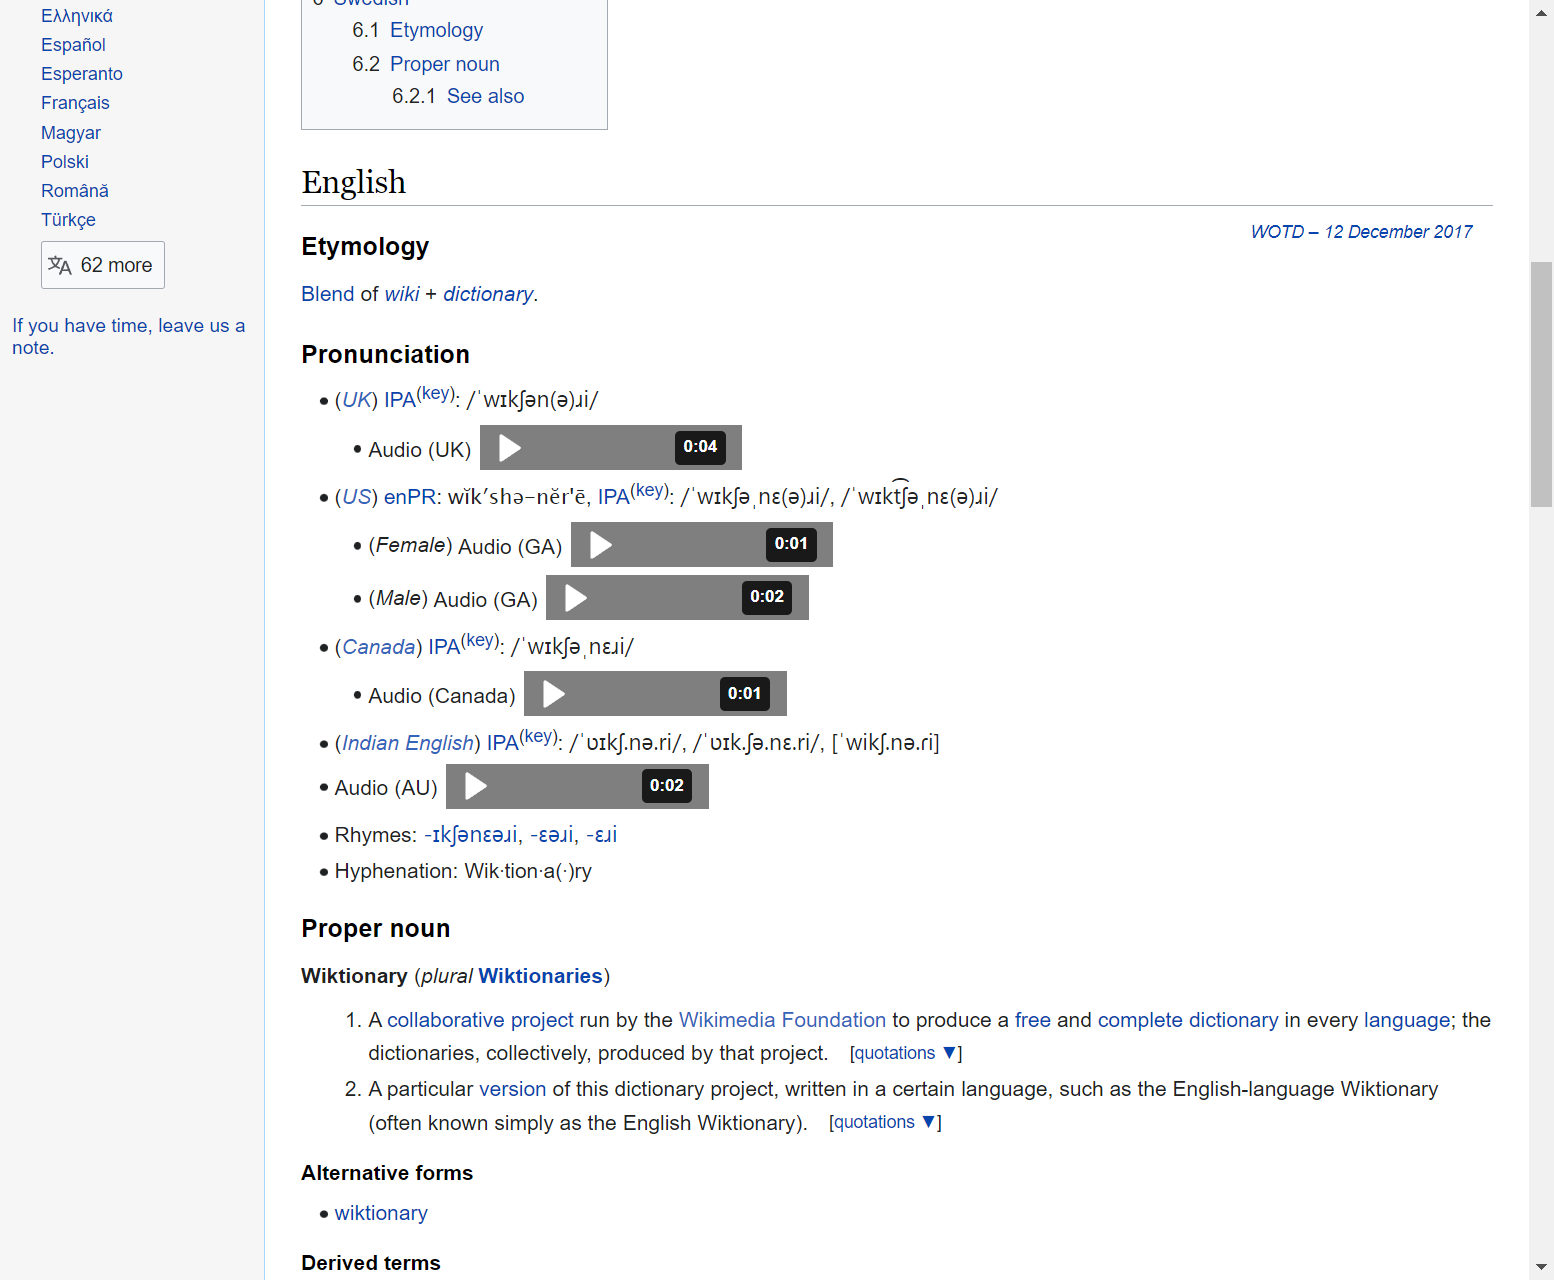 Ελληνικά
Español
Esperanto
Français
Magyar
Polski
Română
Türkçe
62 more
If you have time, leave us a
note.
6.1 Etymology
6.2 Proper noun
6.2.1 See also
English
WOTD – 12 December 2017
Etymology
Blend of wiki + dictionary.
Pronunciation
(UK) IPA(key): /ˈwɪkʃən(ə)ɹi/
Audio (UK) 0:04
(US) enPR: wĭkʹshə-nĕr'ē, IPA(key): /ˈwɪkʃəˌnɛ(ə)ɹi/, /ˈwɪkt͡ʃəˌnɛ(ə)ɹi/
(Female) Audio (GA) 0:01
(Male) Audio (GA) 0:02
(Canada) IPA(key): /ˈwɪkʃəˌnɛɹi/
Audio (Canada) 0:01
(Indian English) IPA(key): /ˈʋɪkʃ.nə.ri/, /ˈʋɪk.ʃə.nɛ.ri/, [ˈwikʃ.nə.ɾi]
Audio (AU) 0:02
Rhymes: -ɪkʃənɛəɹi, -ɛəɹi, -ɛɹi
Hyphenation: Wik·tion·a(·)ry
Proper noun
Wiktionary (plural Wiktionaries)
1. A collaborative project run by the Wikimedia Foundation to produce a free and complete dictionary in every language; the
dictionaries, collectively, produced by that project. [quotations ▼]
2. A particular version of this dictionary project, written in a certain language, such as the English-language Wiktionary
(often known simply as the English Wiktionary). [quotations ▼]
Alternative forms
wiktionary
Derived terms